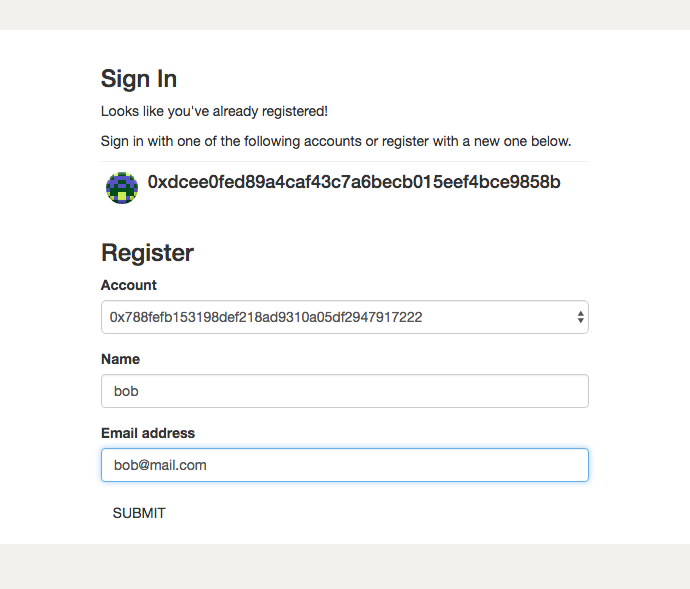 Sign In
Looks like you've already registered!
Sign in with one of the following accounts or register with a new one below.
0xdcee0fed89a4caf43c7a6becb015eef4bce9858b
Register
Account
0x788fefb153198def218ad9310a05df2947917222
Name
bob
Email address
bob@mail.com
SUBMIT